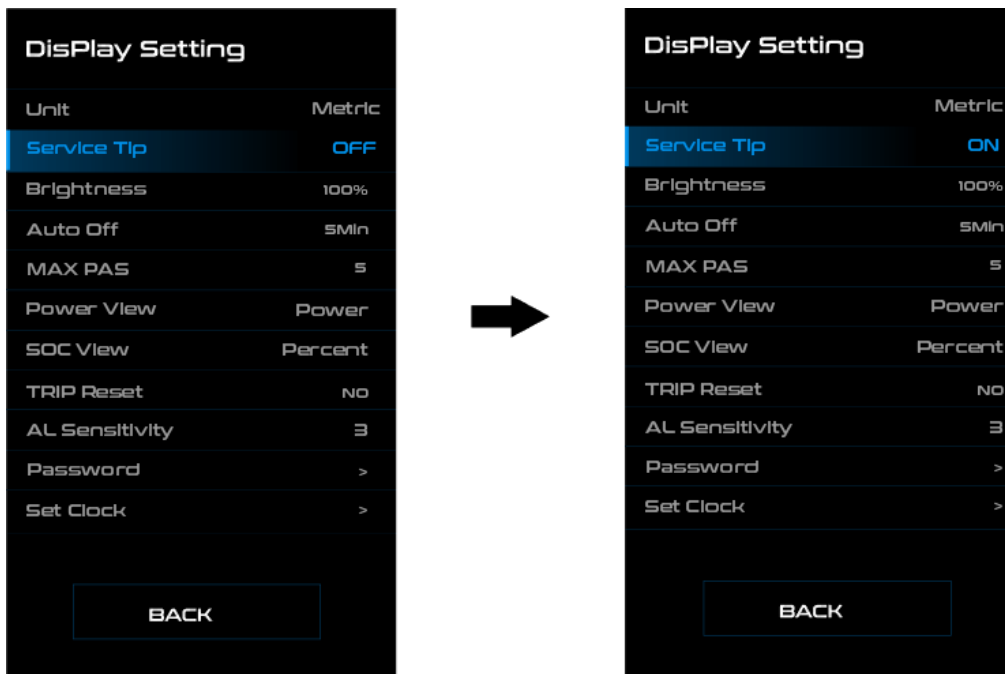 DisPlay Setting
Unit Metric
Service Tip OFF
Brightness 100%
Auto Off 5Min
MAX PAS 5
Power View Power
SOC View Percent
TRIP Reset NO
AL Sensitivity 3
Password >
Set Clock >
BACK
DisPlay Setting
Unit Metric
Service Tip ON
Brightness 100%
Auto Off 5Min
MAX PAS 5
Power View Power
SOC View Percent
TRIP Reset NO
AL Sensitivity 3
Password >
Set Clock >
BACK